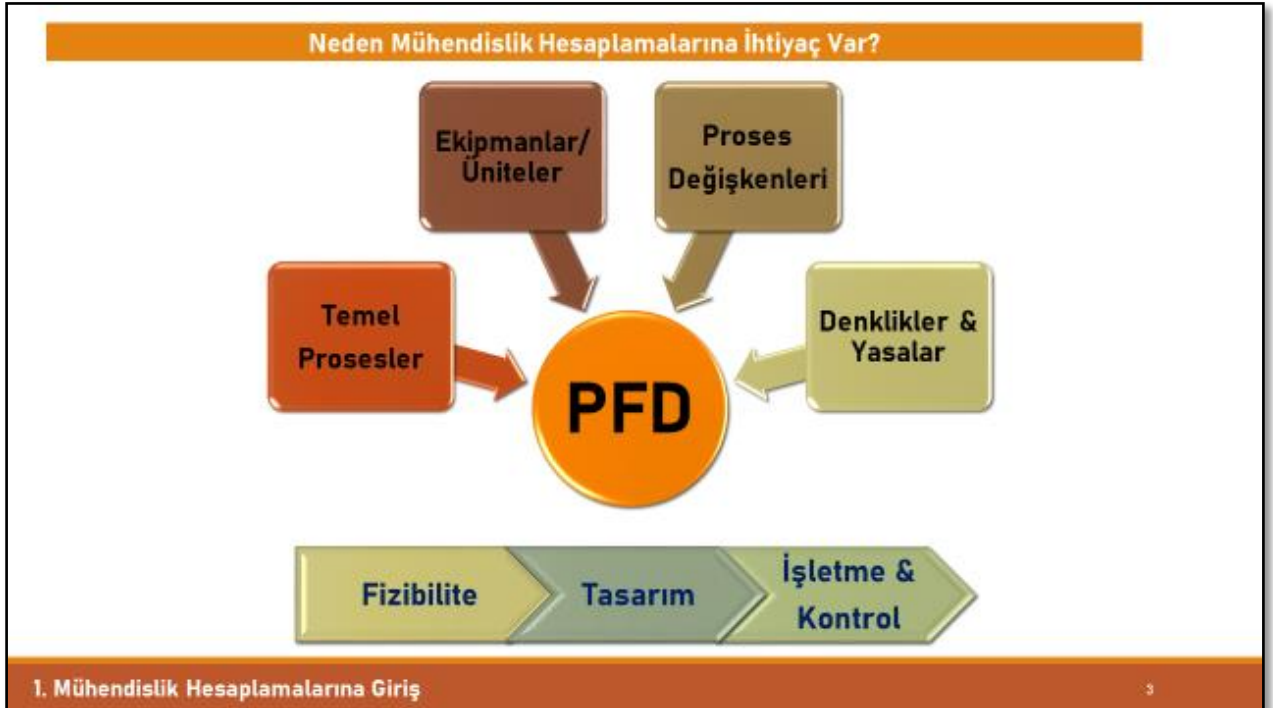 Neden Mühendislik Hesaplamalarına İhtiyaç Var?
Ekipmanlar/
Üniteler
Proses
Değişkenleri
Temel
Prosesler
Denklikler &
Yasalar
PFD
Fizibilite
Tasarım
İşletme &
Kontrol
1. Mühendislik Hesaplamalarına Giriş
3